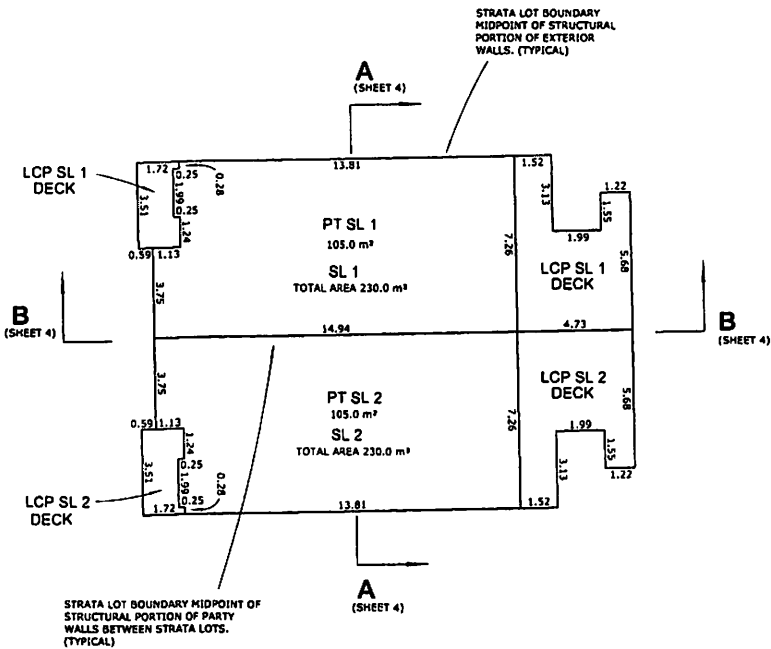 STRATA LOT BOUNDARY
MIDPOINT OF STRUCTURAL
PORTION OF EXTERIOR
WALLS. (TYPICAL)
A
(SHEET 4)
LCP SL 1
DECK
1.72
0.25
0.28
1.99
0.25
3.51
1.24
0.59
1.13
3.75
13.81
PT SL 1
105.0 m²
SL 1
TOTAL AREA 230.0 m²
7.26
1.52
3.13
1.99
1.22
1.55
5.68
LCP SL 1
DECK
B
(SHEET 4)
14.94
4.73
B
(SHEET 4)
3.75
0.59
1.13
1.24
0.25
3.51
1.99
0.25
0.28
1.72
LCP SL 2
DECK
PT SL 2
105.0 m²
SL 2
TOTAL AREA 230.0 m²
13.81
7.26
LCP SL 2
DECK
5.68
1.99
1.55
3.13
1.22
1.52
A
(SHEET 4)
STRATA LOT BOUNDARY MIDPOINT OF
STRUCTURAL PORTION OF PARTY
WALLS BETWEEN STRATA LOTS.
(TYPICAL)